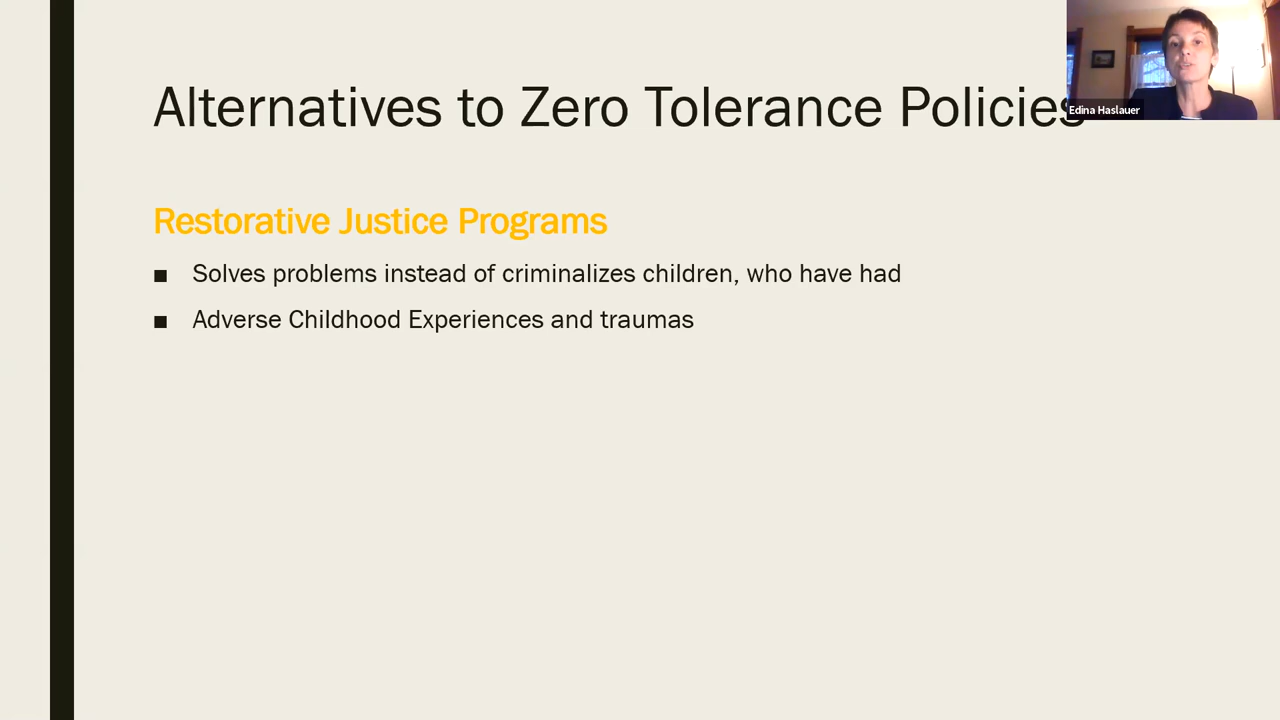 Alternatives to Zero Tolerance Policies
Edina Haslauer
Restorative Justice Programs
■ Solves problems instead of criminalizes children, who have had
■ Adverse Childhood Experiences and traumas